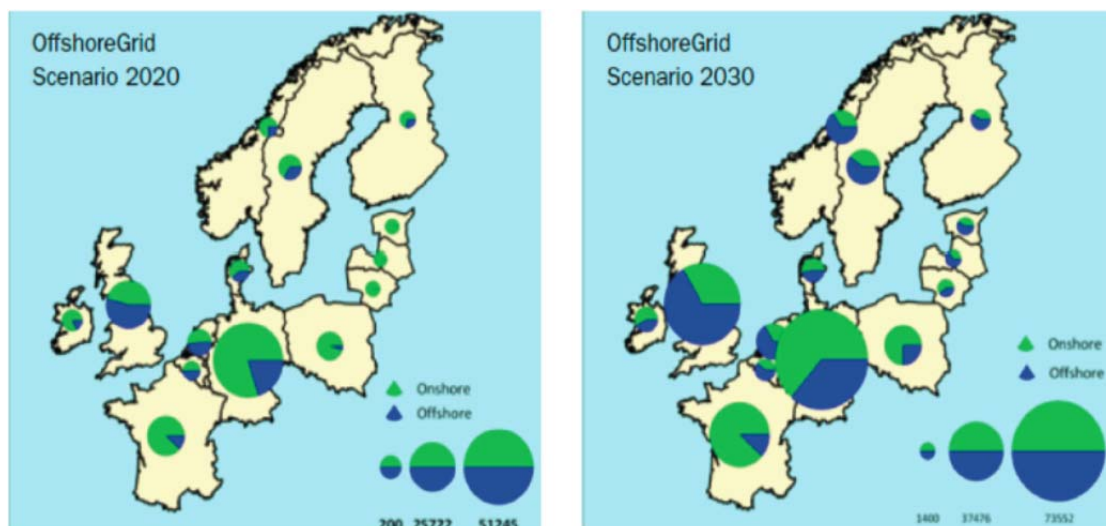 OffshoreGrid
Scenario 2020
Onshore
Offshore
200 25722 51245
OffshoreGrid
Scenario 2030
Onshore
Offshore
1400 37476 73552